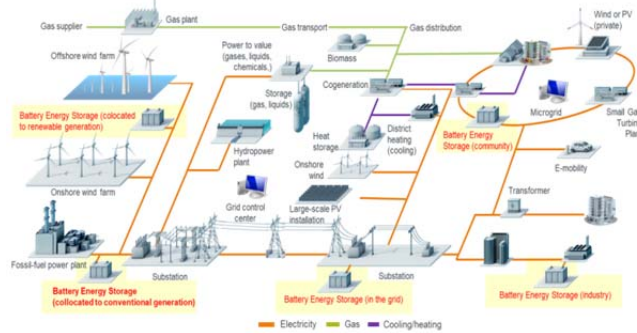 Gas supplier
Gas plant
Gas transport
Gas distribution
Wind or PV
(private)
Offshore wind farm
Power to value
(gases, liquids,
chemicals,)
Biomass
Cogeneration
Storage
(gas, liquids)
Battery Energy Storage (colocated
to renewable generation)
Microgrid
Small Gas
Turbine
Plant
Heat
storage
District
heating
(cooling)
Battery Energy
Storage (community)
Hydropower
plant
Onshore
wind
E-mobility
Onshore wind farm
Grid control
center
Large-scale PV
installation
Transformer
Fossil-fuel power plant
Substation
Substation
Battery Energy Storage
(collocated to conventional generation)
Battery Energy Storage (in the grid)
Battery Energy Storage (industry)
Electricity
Gas
Cooling/heating